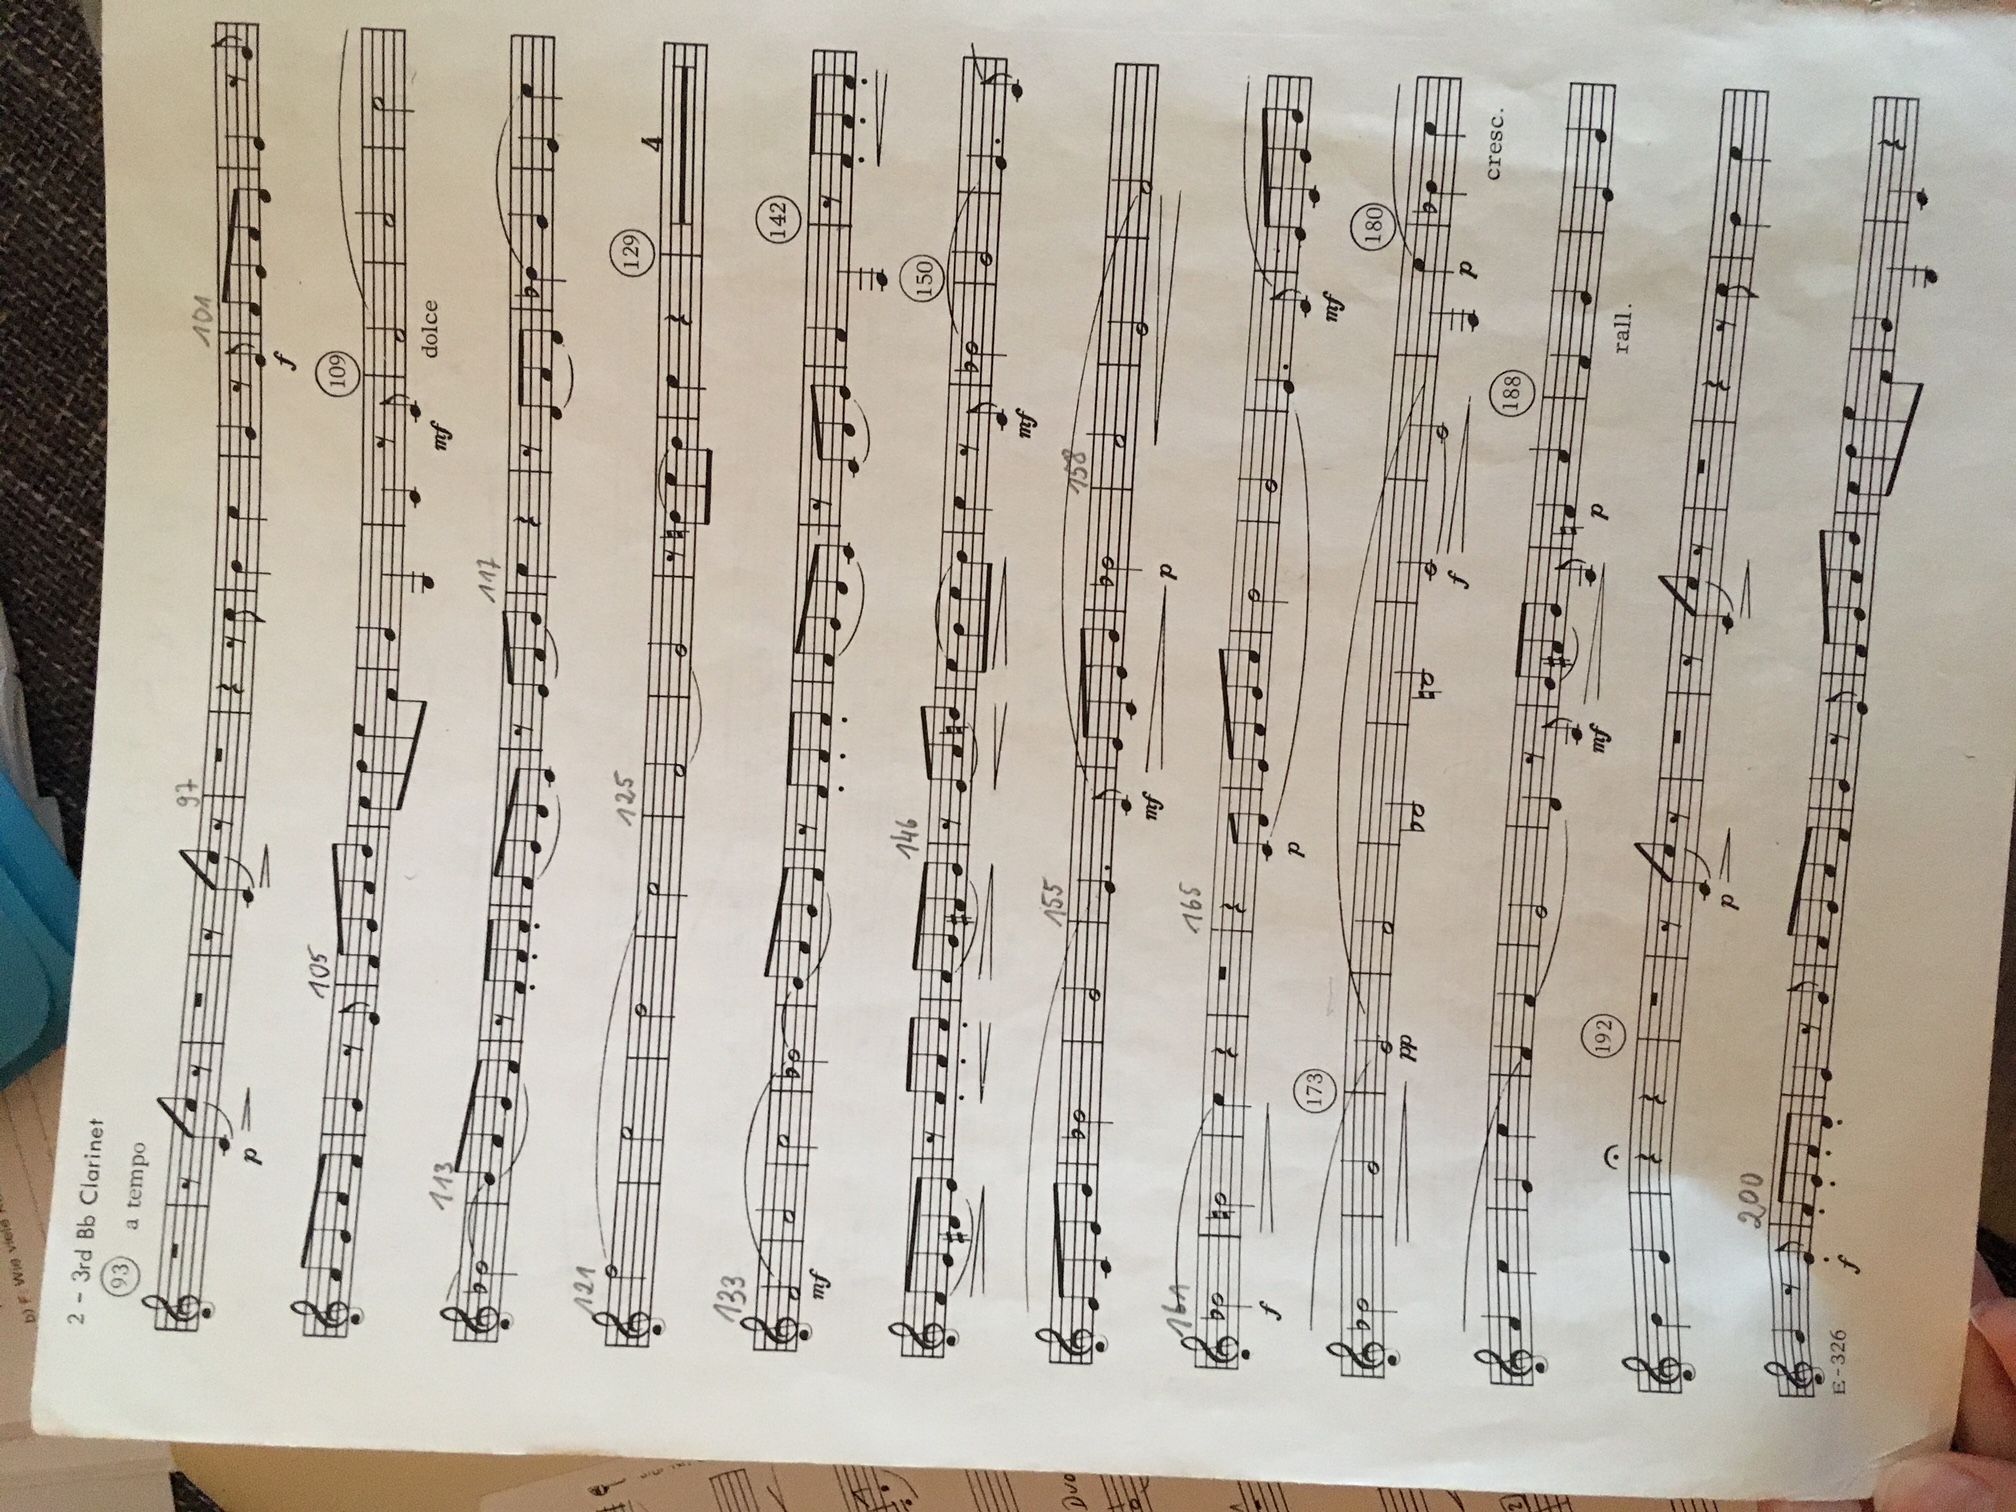 b) F: Wie viele
2 - 3rd Bb Clarinet
93 a tempo
97 101
p f
105 109
mf dolce
113 117
121 125 129 4
133 142
mf
146 150
mf
Duo
155 158
mf p
161 165
f p mf
173 180
pp f p cresc.
188
mf p rall.
192
p
200
f
E-326